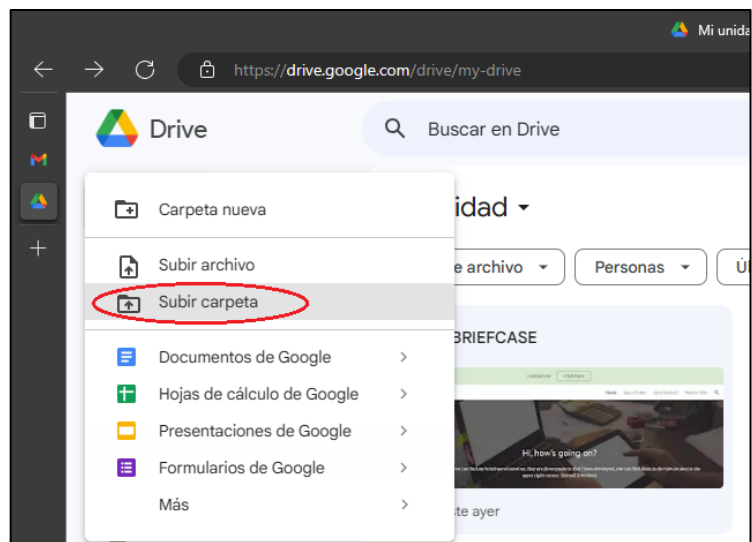 Mi unida
https://drive.google.com/drive/my-drive
Drive
Buscar en Drive
Carpeta nueva
idad
Subir archivo
e archivo
Personas
Úl
Subir carpeta
BRIEFCASE
Documentos de Google
Hojas de cálculo de Google
Presentaciones de Google
Hi, how's going on?
Formularios de Google
Más
te ayer